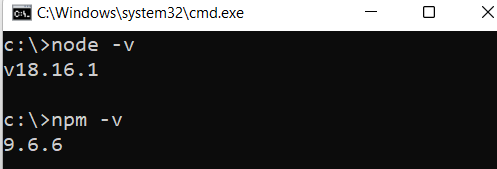 C:\Windows\system32\cmd.exe
c:\>node -v
v18.16.1
c:\>npm -v
9.6.6